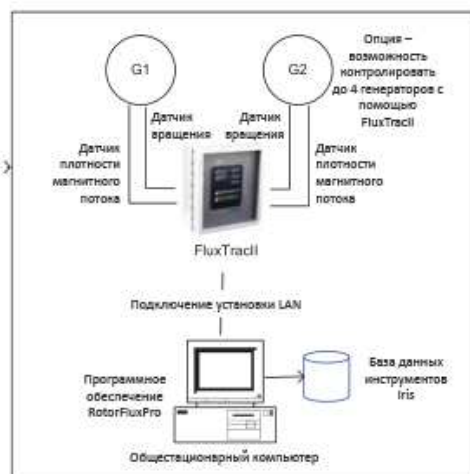 G1
G2
Опция –
возможность
контролировать
до 4 генераторов с
помощью
FluxTracII
Датчик
вращения
Датчик
вращения
Датчик
плотности
магнитного
потока
Датчик
плотности
магнитного
потока
FluxTracII
Подключение установки LAN
Программное
обеспечение
RotorFluxPro
База данных
инструментов
Iris
Общестационарный компьютер